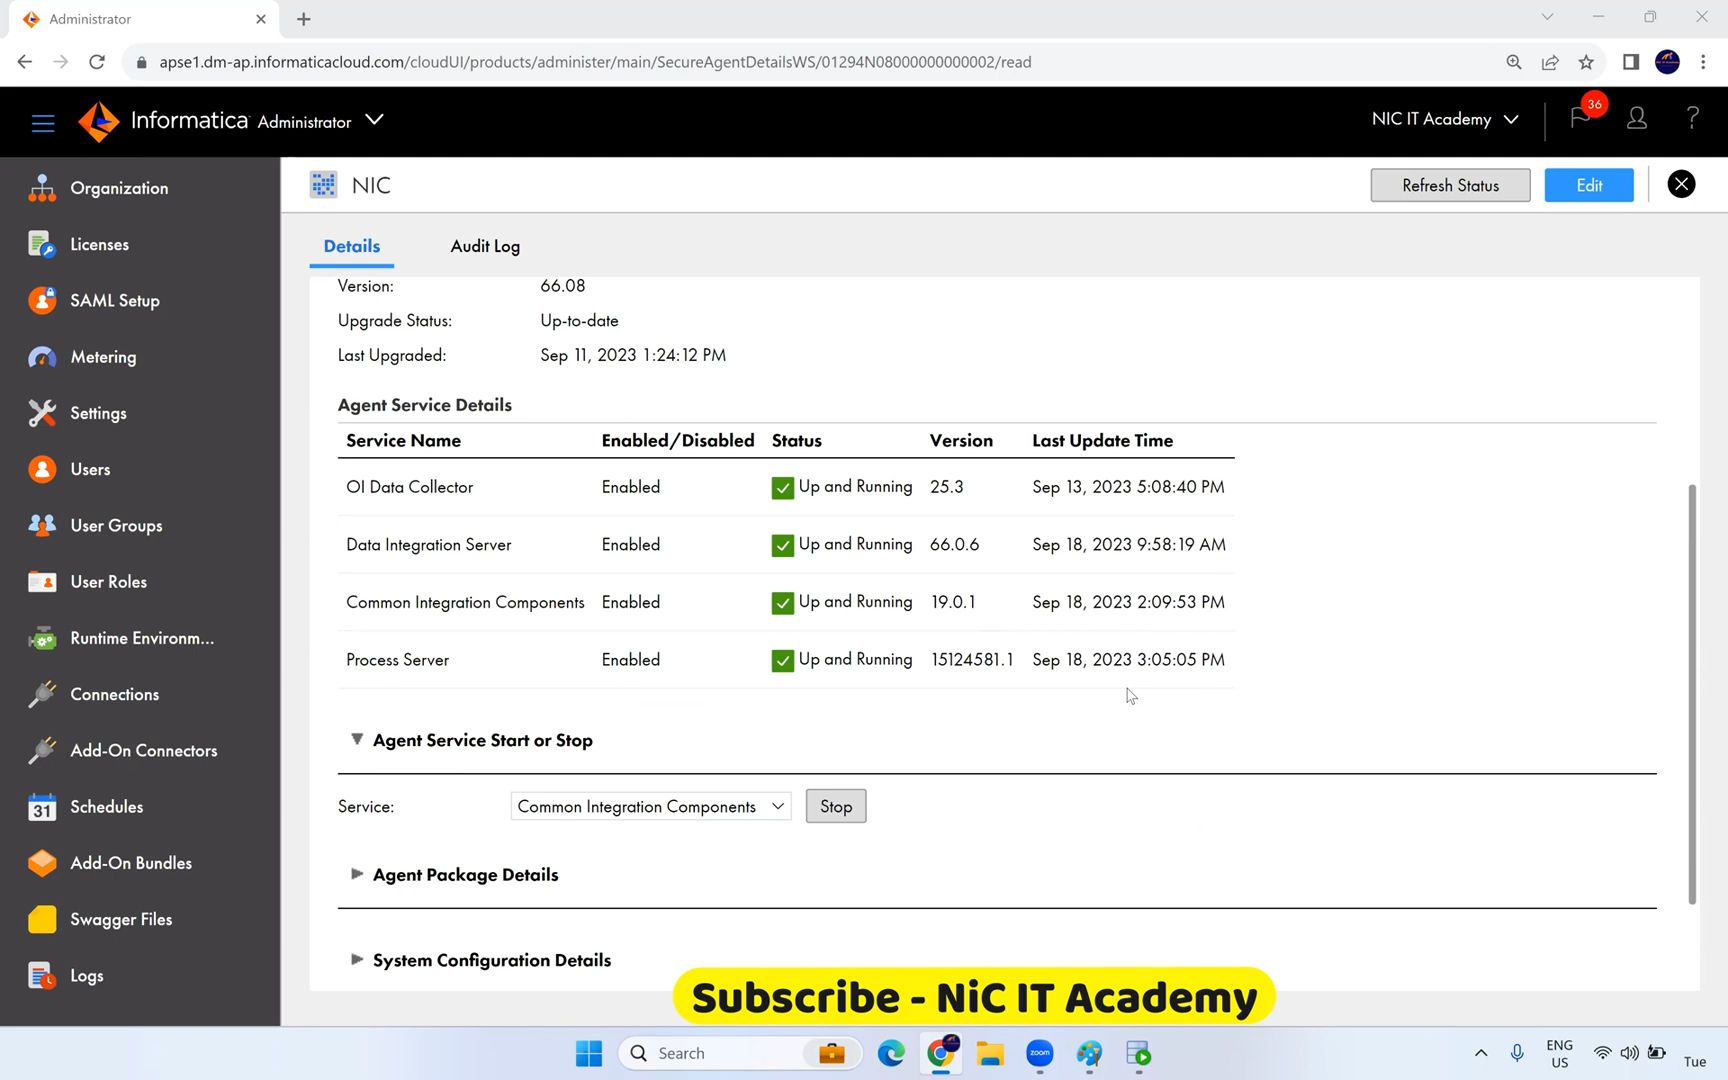 Administrator
apse1.dm-ap.informaticacloud.com/cloudUI/products/administer/main/SecureAgentDetailsWS/01294N08000000000002/read
Informatica Administrator
NIC IT Academy
36
?
Organization
Licenses
SAML Setup
Metering
Settings
Users
User Groups
User Roles
Runtime Environm...
Connections
Add-On Connectors
31
Schedules
Add-On Bundles
Swagger Files
Logs
NIC
Refresh Status
Edit
Details
Audit Log
Version: 66.08
Upgrade Status: Up-to-date
Last Upgraded: Sep 11, 2023 1:24:12 PM
Agent Service Details
Service Name Enabled/Disabled Status Version Last Update Time
OI Data Collector Enabled Up and Running 25.3 Sep 13, 2023 5:08:40 PM
Data Integration Server Enabled Up and Running 66.0.6 Sep 18, 2023 9:58:19 AM
Common Integration Components Enabled Up and Running 19.0.1 Sep 18, 2023 2:09:53 PM
Process Server Enabled Up and Running 15124581.1 Sep 18, 2023 3:05:05 PM
Agent Service Start or Stop
Service: Common Integration Components Stop
Agent Package Details
System Configuration Details
Subscribe - NiC IT Academy
Search
zoom
ENG
US
Tue